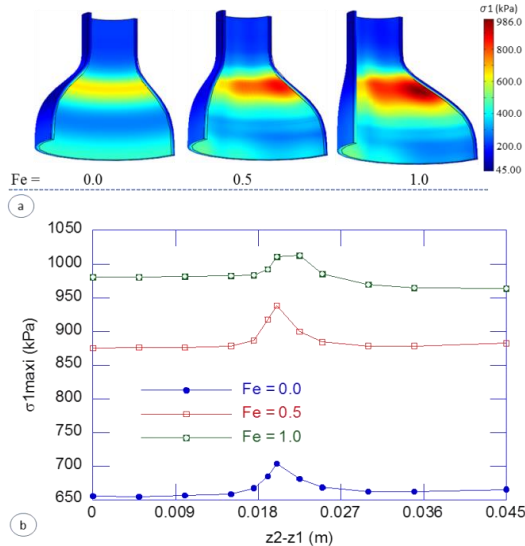 σ1
(kPa)
986.0
800.0
600.0
400.0
200.0
45.00
Fe = 0.0 0.5 1.0
a
1050
1000
950
900
850
800
750
700
650
σ1maxi (kPa)
Fe = 0.0
Fe = 0.5
Fe = 1.0
0 0.009 0.018 0.027 0.036 0.045
z2-z1 (m)
b